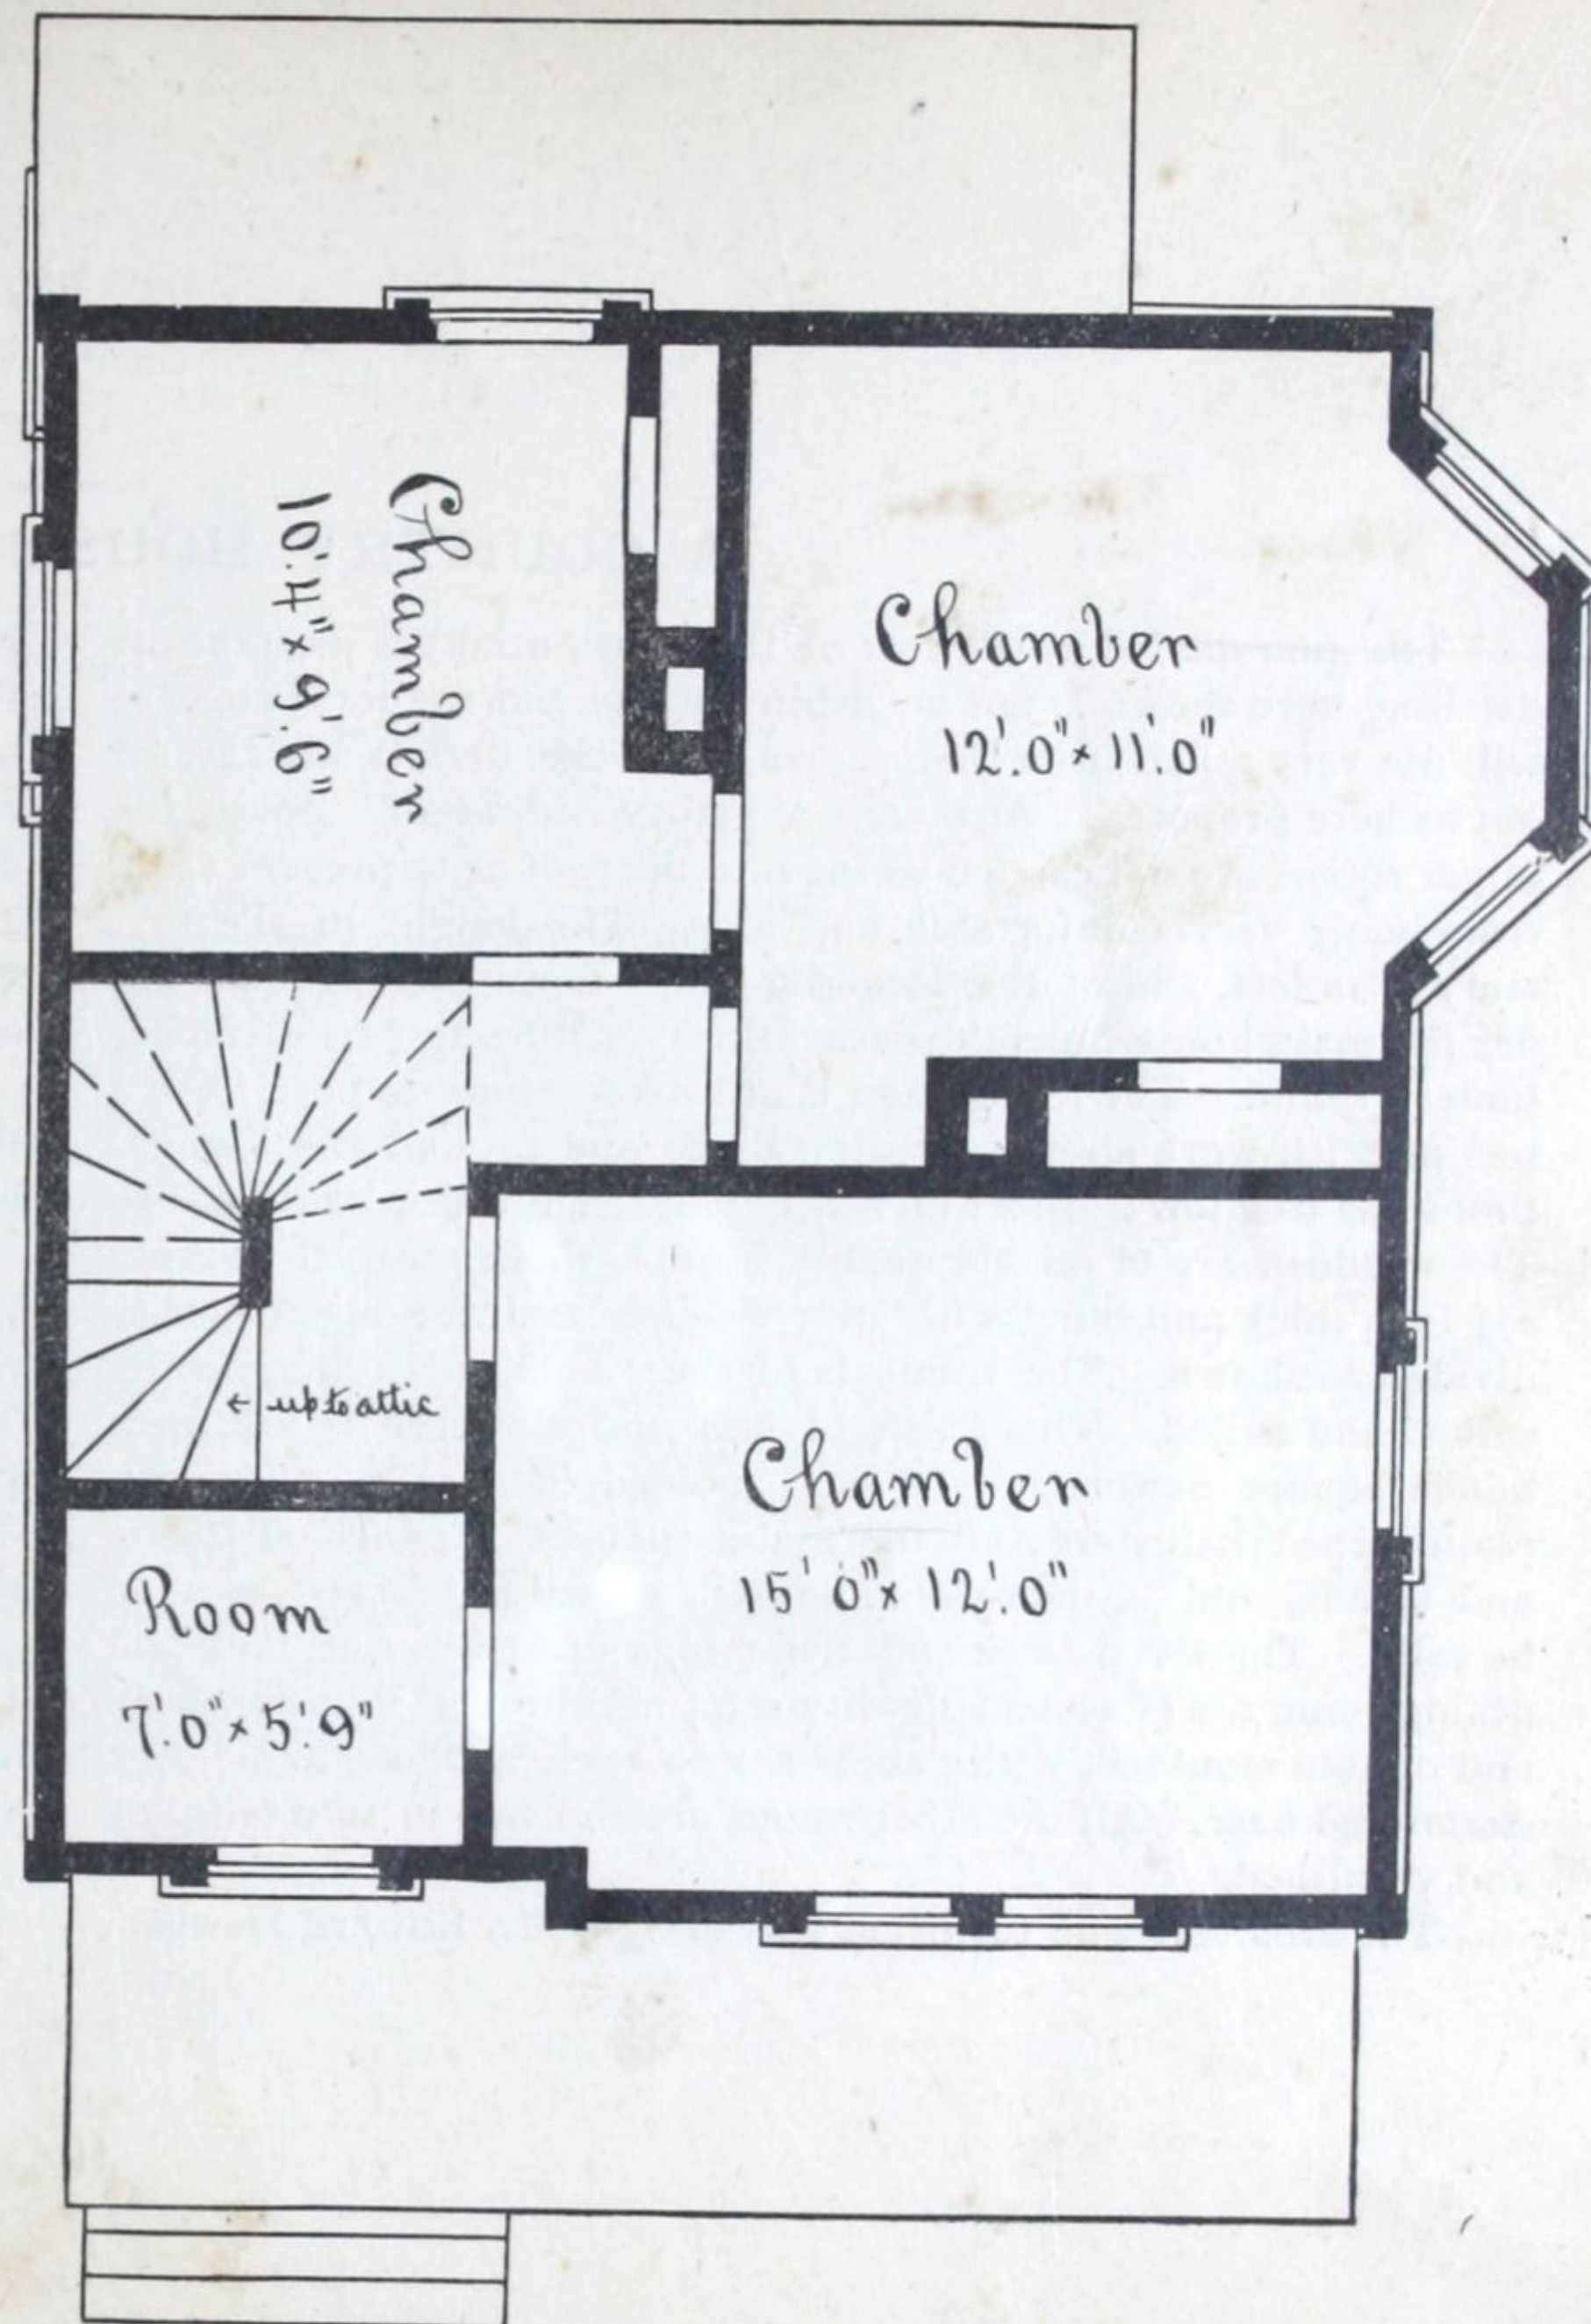 Chamber
10'.4" x 9'.6"
Chamber
12'.0" x 11'.0"
← up to attic
Chamber
15' 0" x 12'.0"
Room
7'.0" x 5'.9"